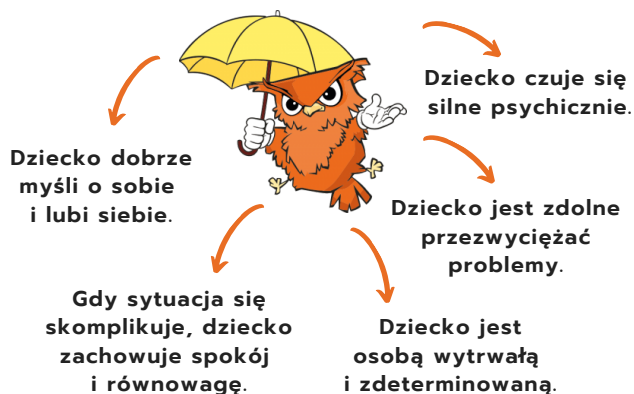 Dziecko czuje się
silne psychicznie.
Dziecko dobrze
myśli o sobie
i lubi siebie.
Dziecko jest zdolne
przezwyciężać
problemy.
Gdy sytuacja się
skomplikuje, dziecko
zachowuje spokój
i równowagę.
Dziecko jest
osobą wytrwałą
i zdeterminowaną.